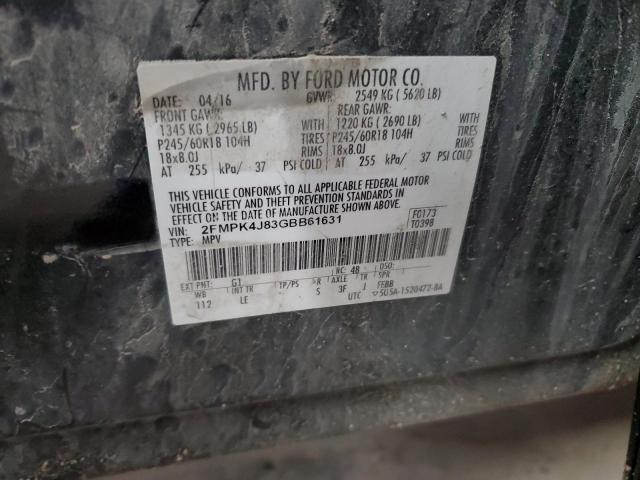 MFD. BY FORD MOTOR CO.
DATE: 04/16 GVWR: 2549 KG ( 5620 LB)
FRONT GAWR: REAR GAWR:
1345 KG ( 2965 LB) WITH 1220 KG ( 2690 LB) WITH
P245/60R18 104H TIRES P245/60R18 104H TIRES
18x8.0J RIMS 18x8.0J RIMS
AT 255 kPa/ 37 PSI COLD AT 255 kPa/ 37 PSI COLD
THIS VEHICLE CONFORMS TO ALL APPLICABLE FEDERAL MOTOR
VEHICLE SAFETY AND THEFT PREVENTION STANDARDS IN
EFFECT ON THE DATE OF MANUFACTURE SHOWN ABOVE.
VIN: 2FMPK4J83GBB61631 F0173
TYPE: MPV T0398
RC: 48 DSO:
EXT PNT: G1
WB INT TR TP/PS R AXLE TR SPR
112 LE S 3F J FEBB
UTC ▽5U5A-1520472-BA